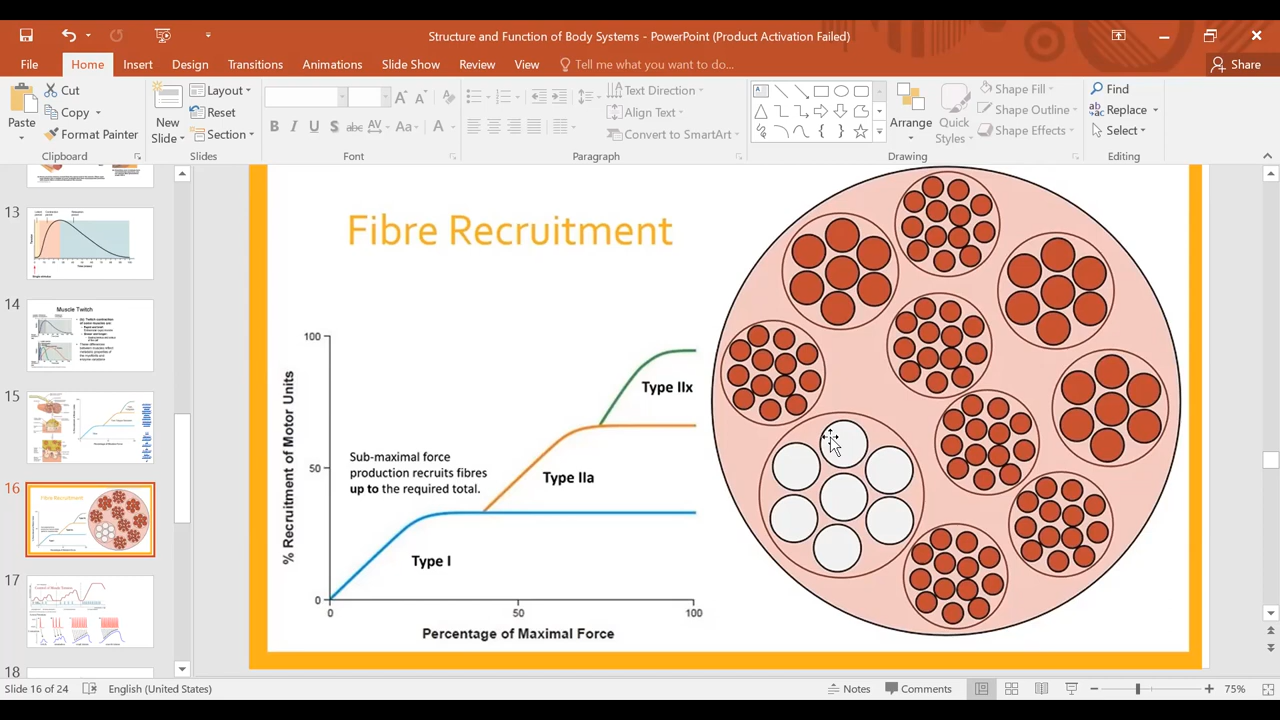 Structure and Function of Body Systems - PowerPoint (Product Activation Failed)
File Home Insert Design Transitions Animations Slide Show Review View Tell me what you want to do... Share
Paste
Cut
Copy
Format Painter
Clipboard
New
Slide
Layout
Reset
Section
Slides
B I U S abc AV Aa A
Font
Text Direction
Align Text
Convert to SmartArt
Paragraph
Arrange
Quick
Styles
Shape Fill
Shape Outline
Shape Effects
Drawing
Find
Replace
Select
Editing
13
14
Muscle Twitch
15
16
17
18
Fibre Recruitment
% Recruitment of Motor Units
100
50
0
Type IIx
Sub-maximal force
production recruits fibres
up to the required total.
Type IIa
Type I
0 50 100
Percentage of Maximal Force
Slide 16 of 24 English (United States) Notes Comments 75%